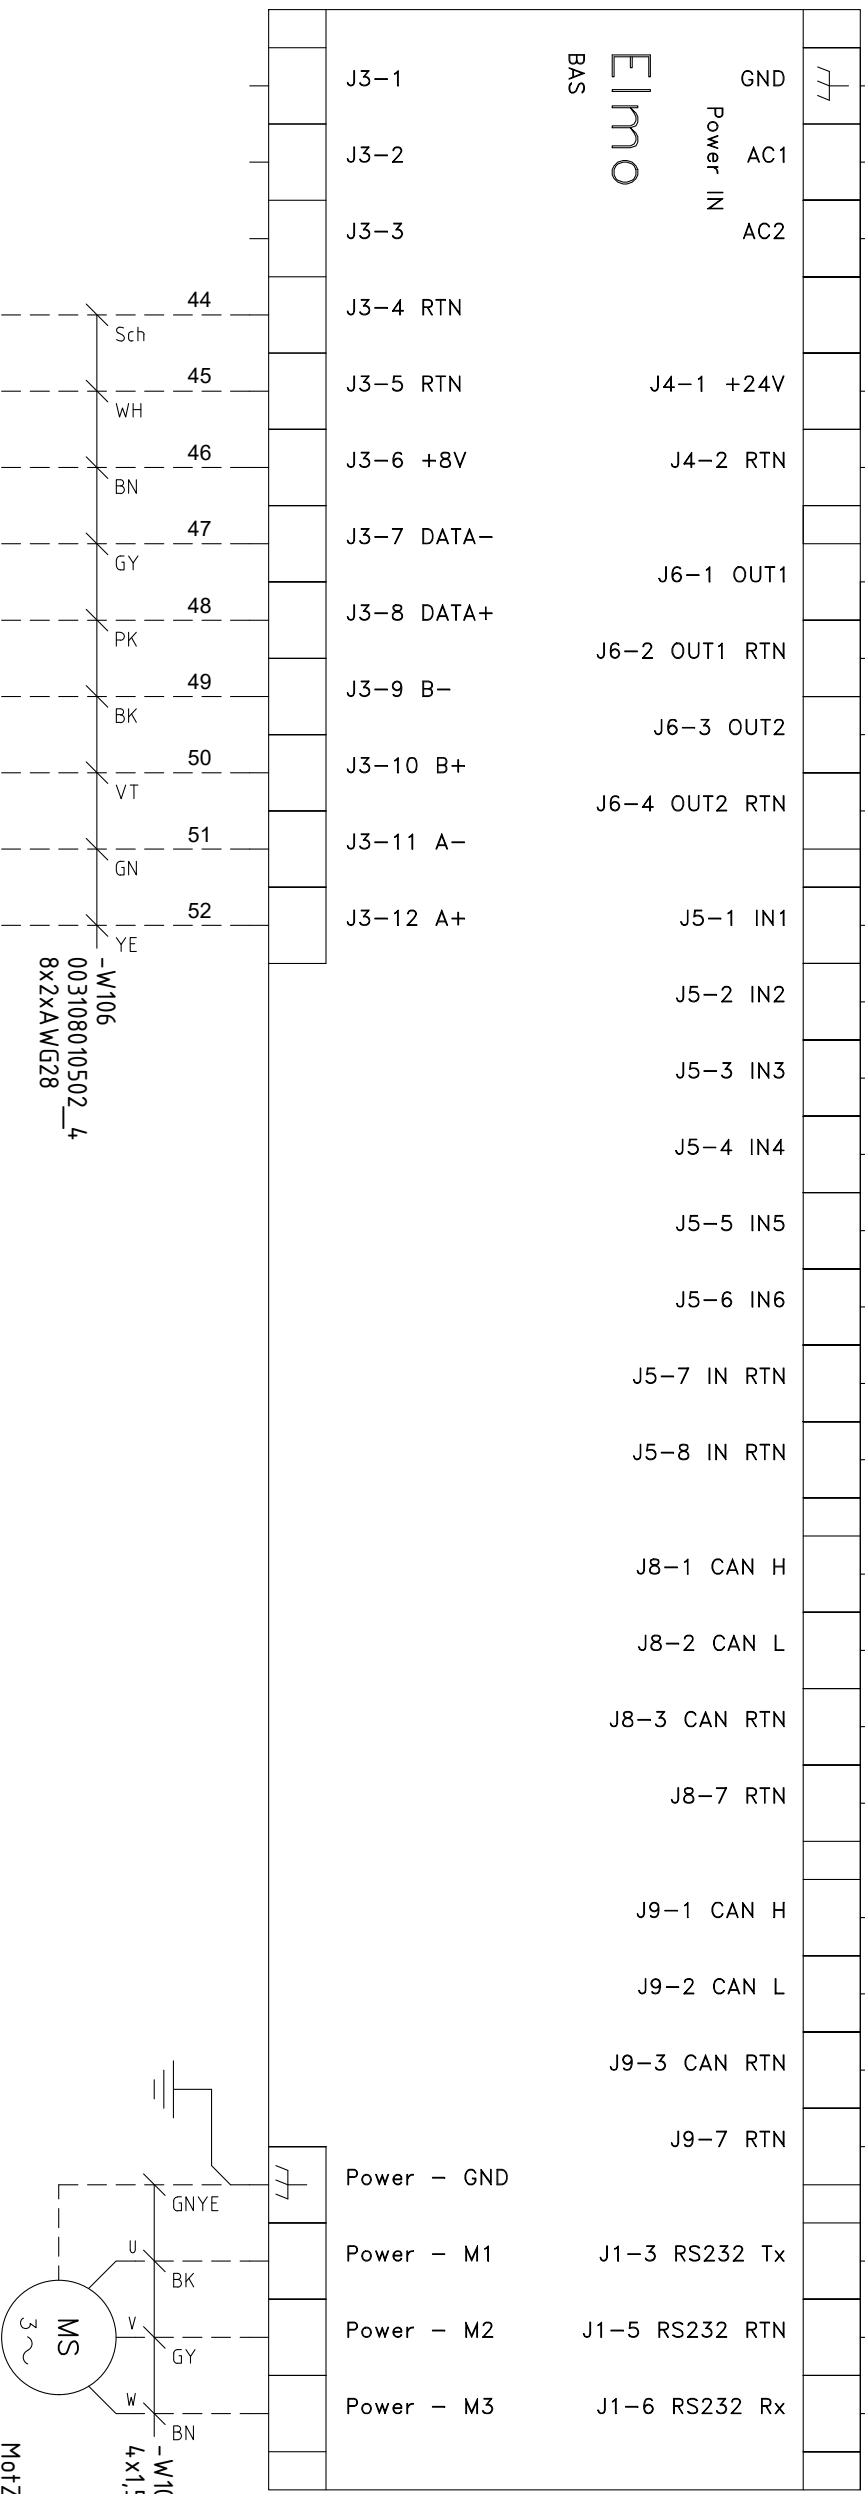 J3-1
J3-2
J3-3
J3-4 RTN
J3-5 RTN
J3-6 +8V
J3-7 DATA-
J3-8 DATA+
J3-9 B-
J3-10 B+
J3-11 A-
J3-12 A+
BAS
Elmo
Power IN
GND
AC1
AC2
J4-1 +24V
J4-2 RTN
J6-1 OUT1
J6-2 OUT1 RTN
J6-3 OUT2
J6-4 OUT2 RTN
J5-1 IN1
J5-2 IN2
J5-3 IN3
J5-4 IN4
J5-5 IN5
J5-6 IN6
J5-7 IN RTN
J5-8 IN RTN
J8-1 CAN H
J8-2 CAN L
J8-3 CAN RTN
J8-7 RTN
J9-1 CAN H
J9-2 CAN L
J9-3 CAN RTN
J9-7 RTN
J1-3 RS232 Tx
J1-5 RS232 RTN
J1-6 RS232 Rx
44
Sch
45
WH
46
BN
47
GY
48
PK
49
BK
50
VT
51
GN
52
YE
-W106
003108010502_4
8x2xAWG28
Power - GND
Power - M1
Power - M2
Power - M3
GNYE
U
BK
V
GY
W
BN
MS
3~